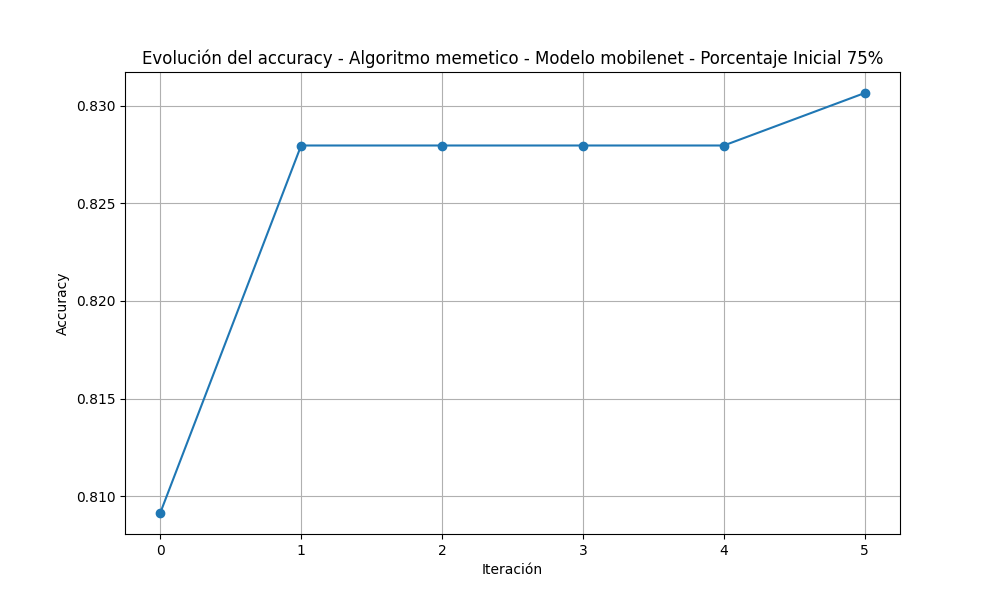 Evolución del accuracy - Algoritmo memetico - Modelo mobilenet - Porcentaje Inicial 75%
0.830
0.825
0.820
0.815
0.810
Accuracy
0 1 2 3 4 5
Iteración